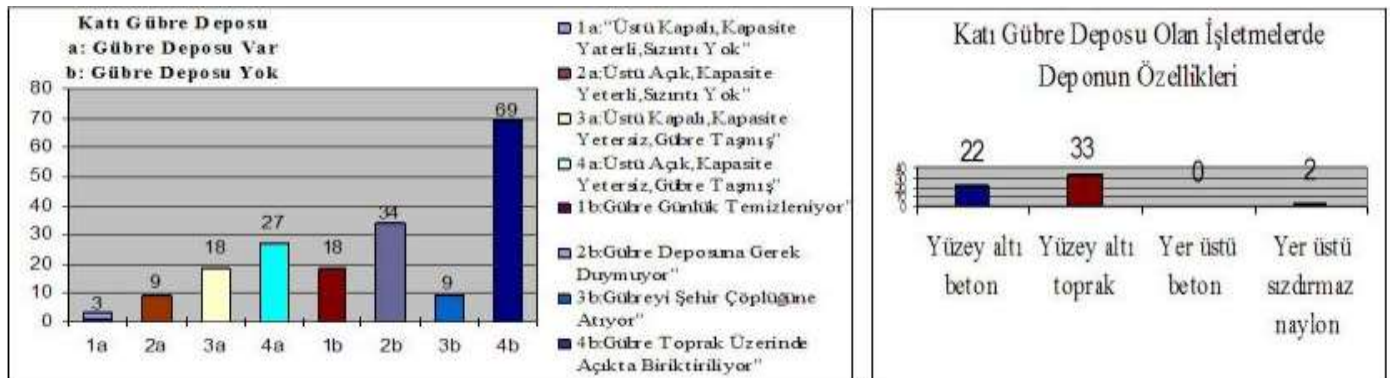 Katı Gübre Deposu
a: Gübre Deposu Var
b: Gübre Deposu Yok
80
70
60
50
40
30
20
10
0
3
9
18
27
18
34
9
69
1a
2a
3a
4a
1b
2b
3b
4b
1a:"Üstü Kapalı,Kapasite
Yaterli,Sızıntı Yok"
2a:Üstü Açık,Kapasite
Yeterli,Sızıntı Yok"
3a:Üstü Kapalı,Kapasite
Yetersiz,Gübre Taşmış"
4a:Üstü Açık,Kapasite
Yetersiz,Gübre Taşmış"
1b:Gübre Günlük Temizleniyor"
2b:Gübre Deposuna Gerek
Duymuyor"
3b:Gübreyi Şehir Çöplüğüne
Atıyor"
4b:Gübre Toprak Üzerinde
Açıkta Biriktiriliyor"
Katı Gübre Deposu Olan İşletmelerde
Deponun Özellikleri
22
33
0
2
Yüzey altı
beton
Yüzey altı
toprak
Yer üstü
beton
Yer üstü
sızdırmaz
naylon